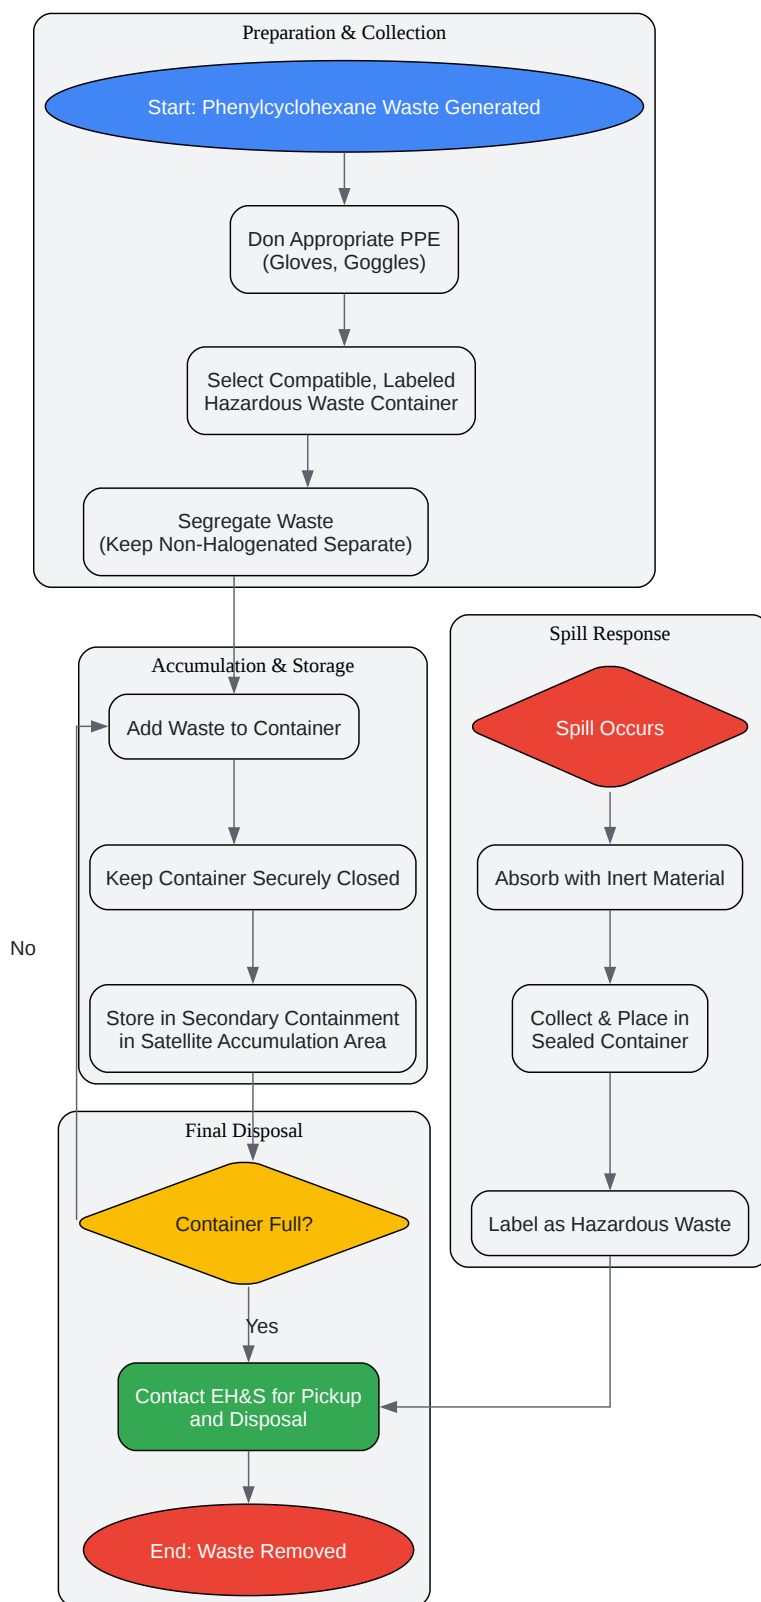 Preparation & Collection
Start: Phenylcyclohexane Waste Generated
Don Appropriate PPE
(Gloves, Goggles)
Select Compatible, Labeled
Hazardous Waste Container
Segregate Waste
(Keep Non-Halogenated Separate)
Accumulation & Storage
Add Waste to Container
Keep Container Securely Closed
No
Store in Secondary Containment
in Satellite Accumulation Area
Spill Response
Spill Occurs
Absorb with Inert Material
Collect & Place in
Sealed Container
Label as Hazardous Waste
Final Disposal
Container Full?
Yes
Contact EH&S for Pickup
and Disposal
End: Waste Removed